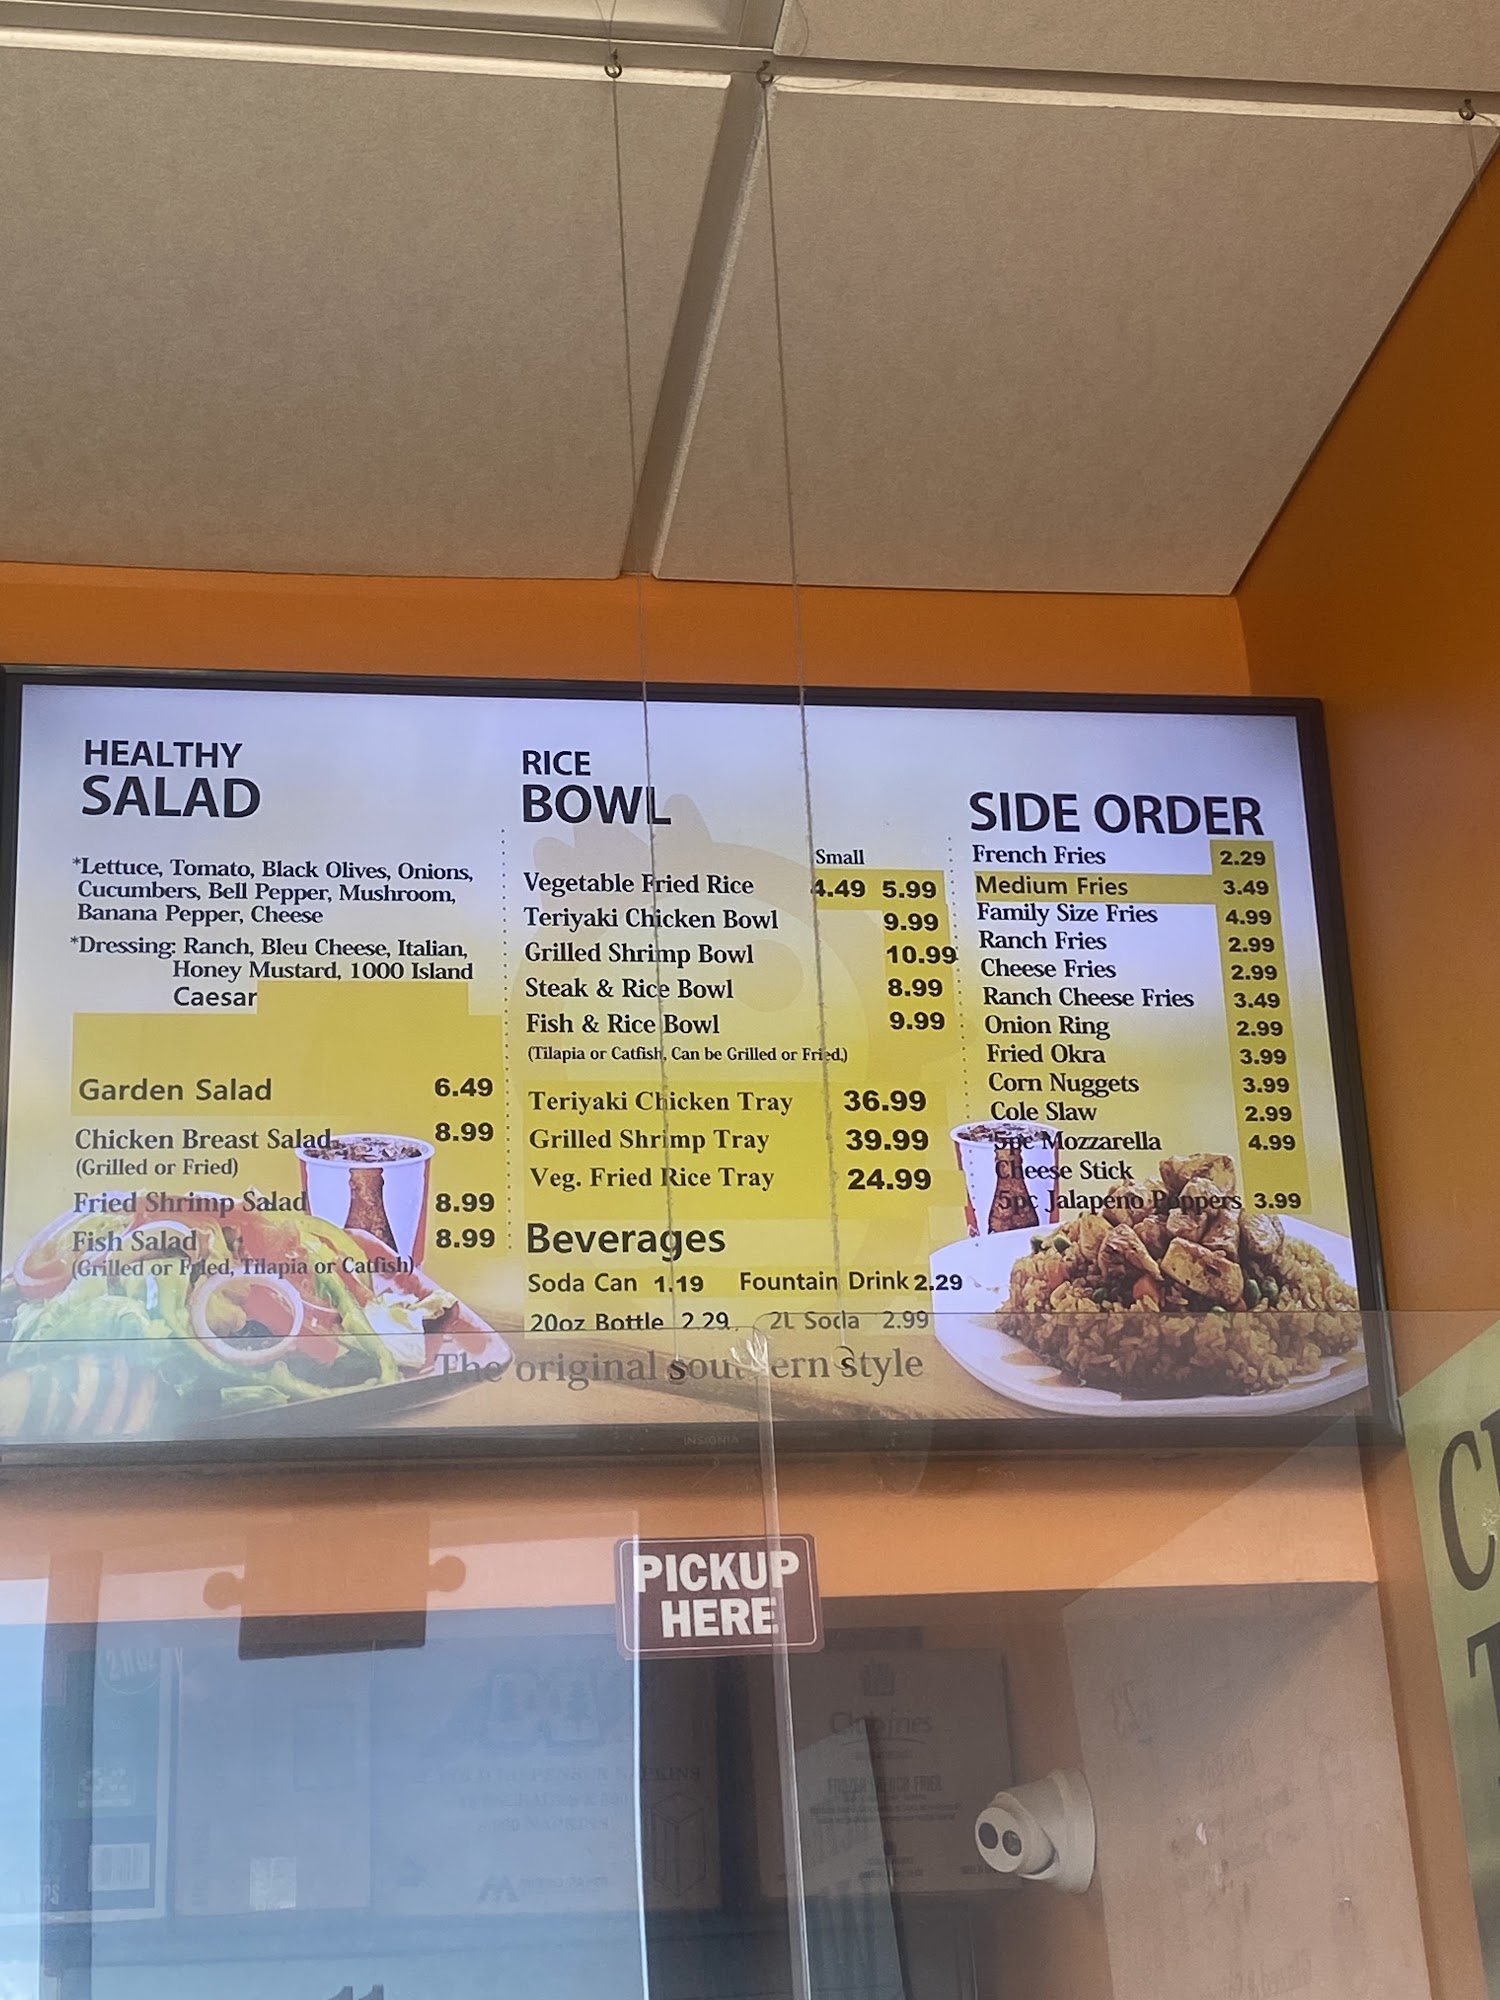 HEALTHY
SALAD
*Lettuce, Tomato, Black Olives, Onions,
Cucumbers, Bell Pepper, Mushroom,
Banana Pepper, Cheese
*Dressing: Ranch, Bleu Cheese, Italian,
Honey Mustard, 1000 Island
Caesar
Garden Salad 6.49
Chicken Breast Salad 8.99
(Grilled or Fried)
Fried Shrimp Salad 8.99
Fish Salad 8.99
(Grilled or Fried, Tilapia or Catfish)
RICE
BOWL
Small
Vegetable Fried Rice 4.49 5.99
Teriyaki Chicken Bowl 9.99
Grilled Shrimp Bowl 10.99
Steak & Rice Bowl 8.99
Fish & Rice Bowl 9.99
(Tilapia or Catfish, Can be Grilled or Fried,)
Teriyaki Chicken Tray 36.99
Grilled Shrimp Tray 39.99
Veg. Fried Rice Tray 24.99
Beverages
Soda Can 1.19 Fountain Drink 2.29
20oz Bottle 2.29 2L Soda 2.99
SIDE ORDER
French Fries 2.29
Medium Fries 3.49
Family Size Fries 4.99
Ranch Fries 2.99
Cheese Fries 2.99
Ranch Cheese Fries 3.49
Onion Ring 2.99
Fried Okra 3.99
Corn Nuggets 3.99
Cole Slaw 2.99
5pc Mozzarella 4.99
Cheese Stick
5pc Jalapeno Poppers 3.99
The original southern style
INSIGNIA
PICKUP
HERE